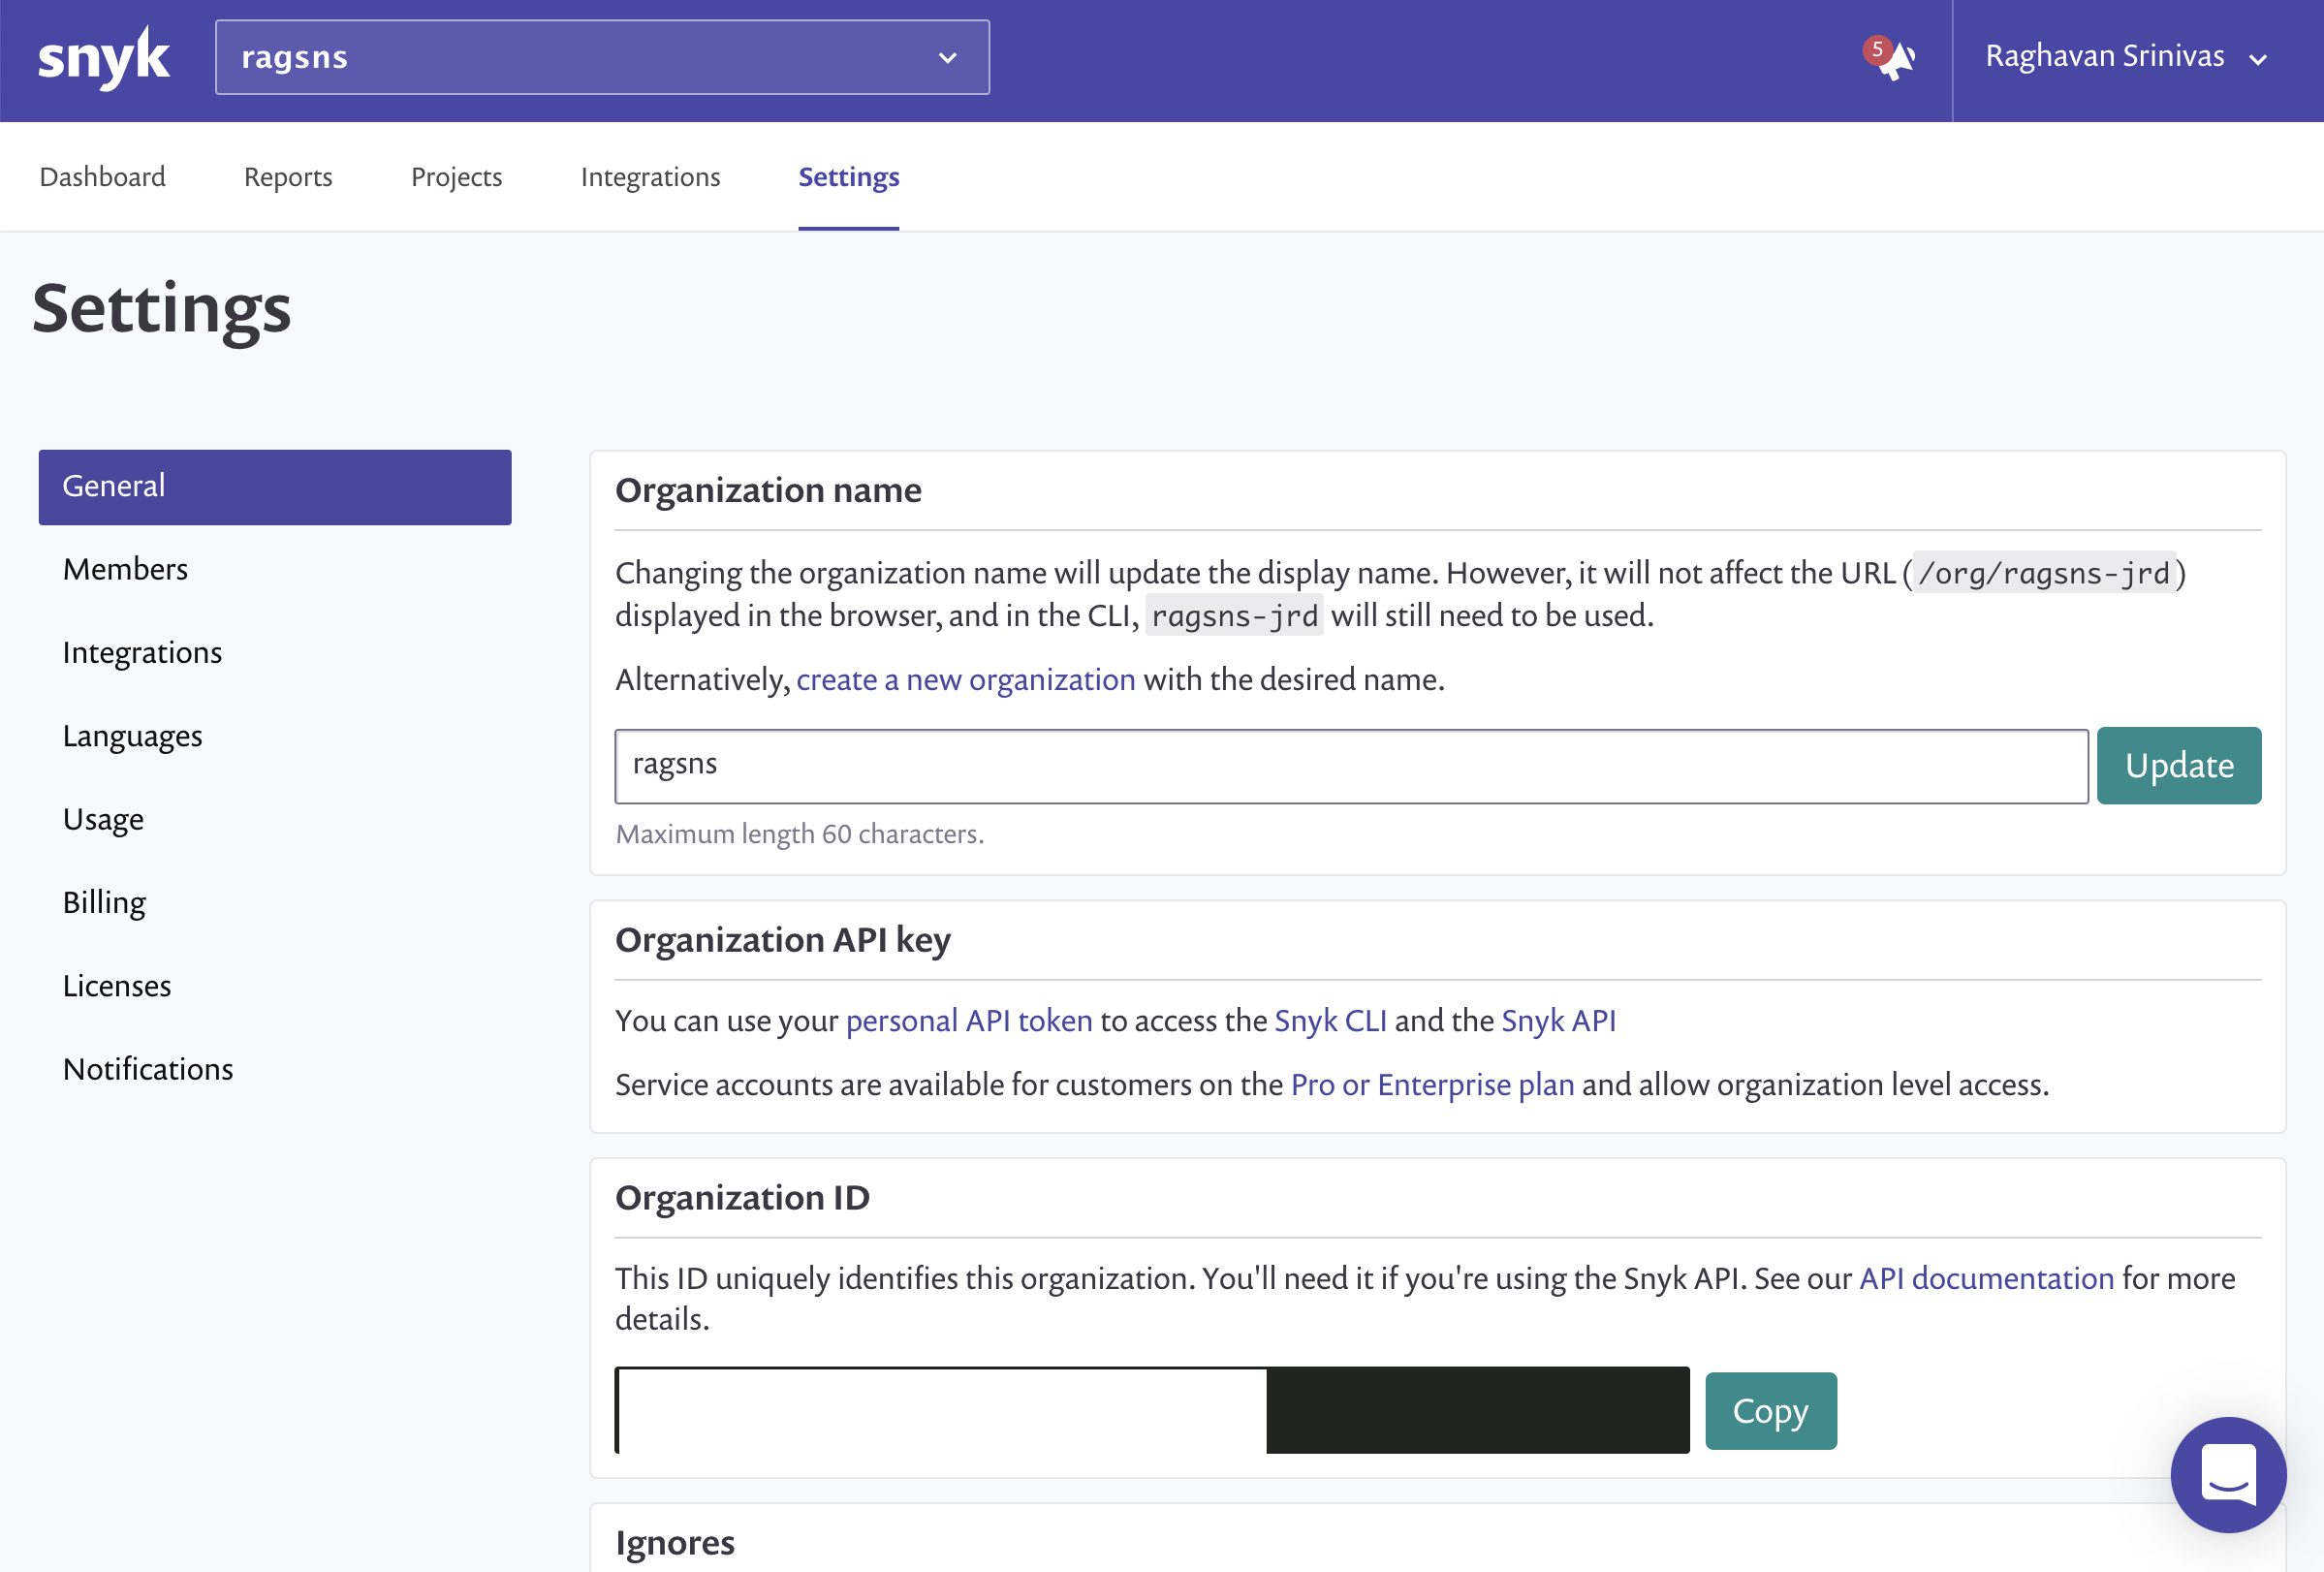 snyk
ragsns
5
Raghavan Srinivas
Dashboard
Reports
Projects
Integrations
Settings
Settings
General
Members
Integrations
Languages
Usage
Billing
Licenses
Notifications
Organization name
Changing the organization name will update the display name. However, it will not affect the URL (/org/ragsns-jrd)
displayed in the browser, and in the CLI, ragsns-jrd will still need to be used.
Alternatively, create a new organization with the desired name.
ragsns
Update
Maximum length 60 characters.
Organization API key
You can use your personal API token to access the Snyk CLI and the Snyk API
Service accounts are available for customers on the Pro or Enterprise plan and allow organization level access.
Organization ID
This ID uniquely identifies this organization. You'll need it if you're using the Snyk API. See our API documentation for more
details.
Copy
Ignores